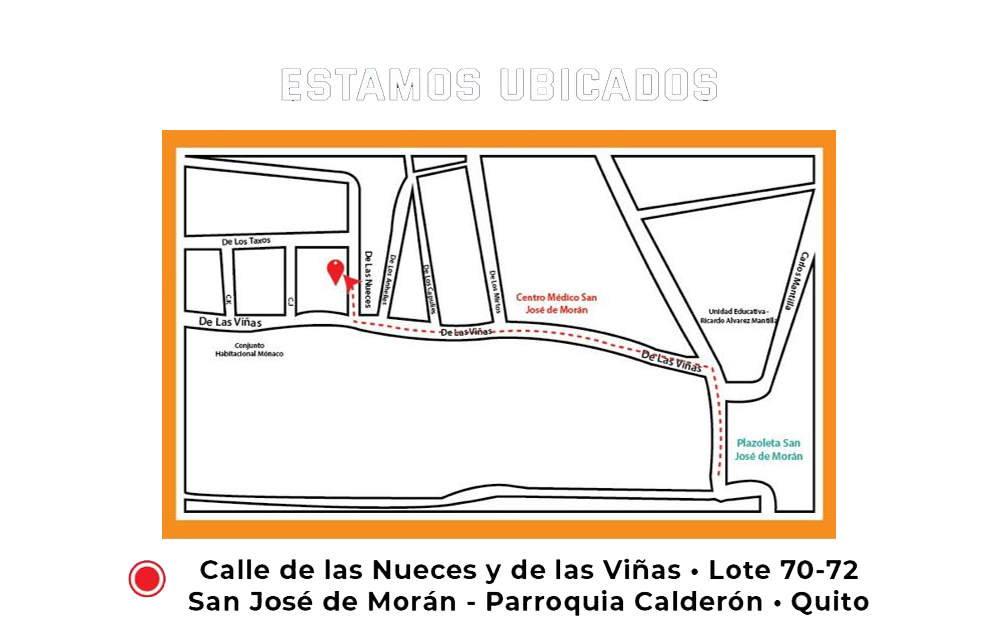 ESTAMOS UBICADOS
De Los Taxos
De Las Nueces
De Los Anhelies
De Los Capulíes
De Los Mirtos
Carlos Mantilla
CK
CJ
Centro Médico San
José de Morán
Unidad Educativa -
Ricardo Alvarez Mantilla
De Las Viñas
De Las Viñas
De Las Viñas
Conjunto
Habitacional Mónaco
Plazoleta San
José de Morán
Calle de las Nueces y de las Viñas • Lote 70-72
San José de Morán - Parroquia Calderón • Quito